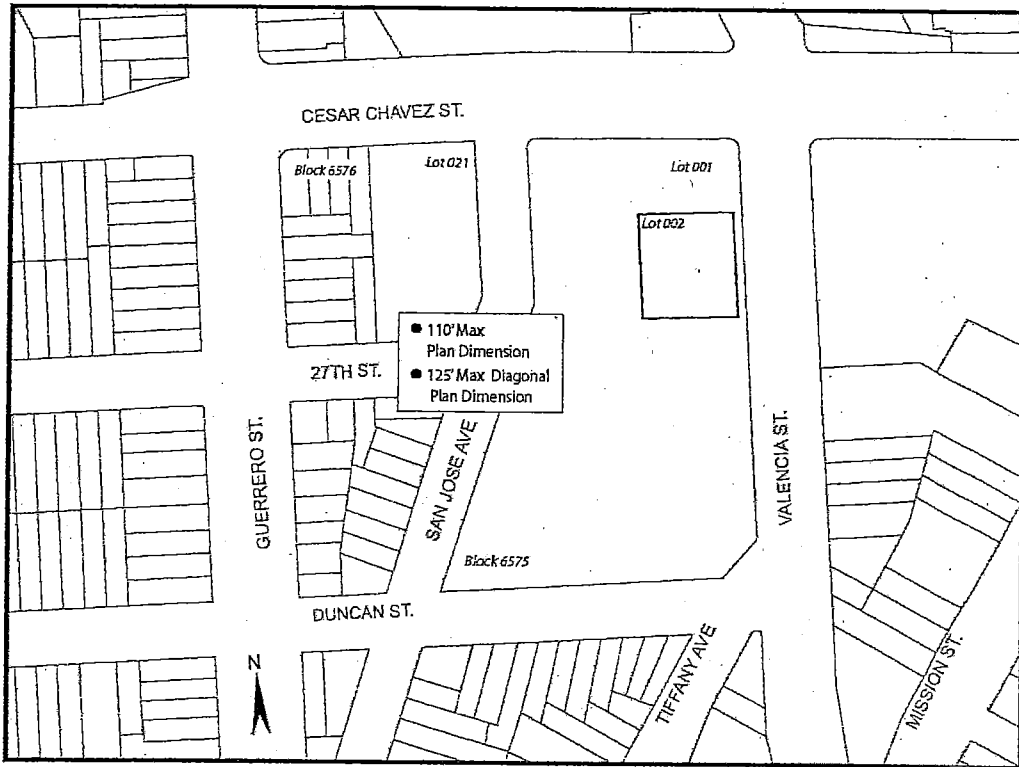 CESAR CHAVEZ ST.
Block 6576
Lot 021
Lot 001
Lot 002
● 110' Max
Plan Dimension
● 125' Max Diagonal
Plan Dimension
27TH ST.
GUERRERO ST.
SAN JOSE AVE
VALENCIA ST.
Block 6575
DUNCAN ST.
TIFFANY AVE
MISSION ST.
N